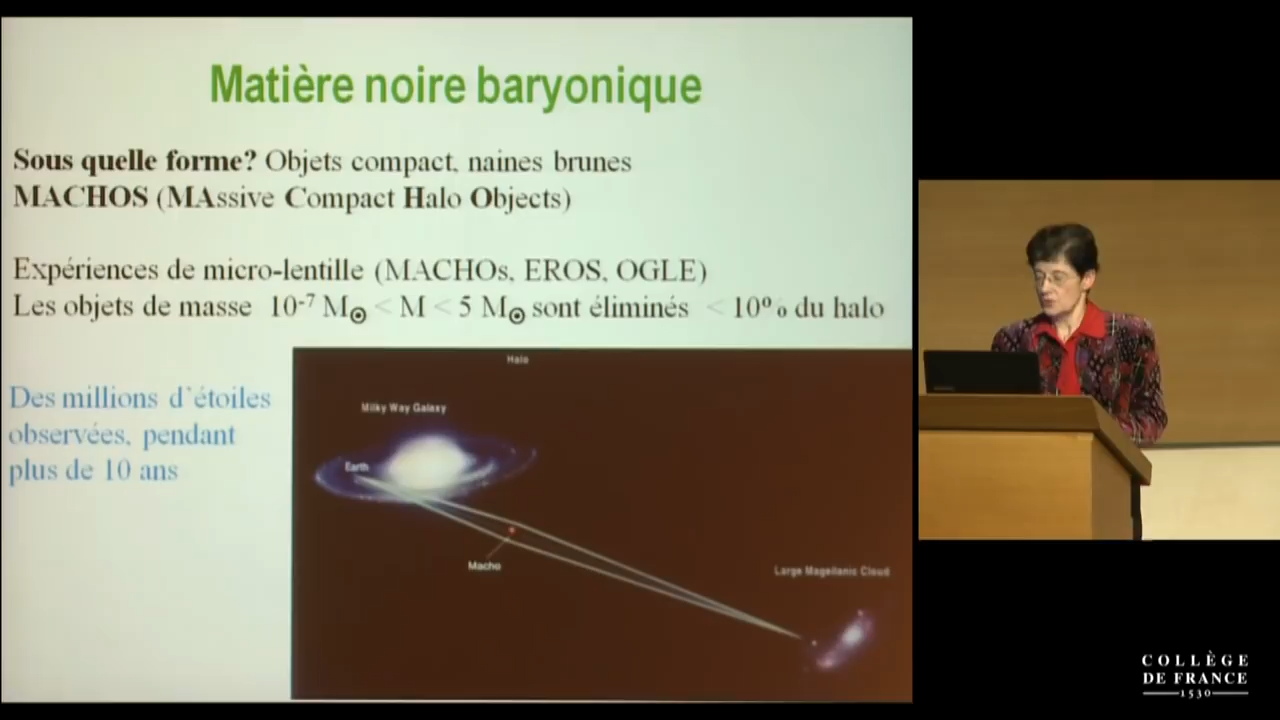 Matière noire baryonique
Sous quelle forme? Objets compact, naines brunes
MACHOS (MAssive Compact Halo Objects)
Expériences de micro-lentille (MACHOs, EROS, OGLE)
Les objets de masse 10-7 M☉ < M < 5 M☉ sont éliminés < 10% du halo
Des millions d'étoiles
observées, pendant
plus de 10 ans
Halo
Milky Way Galaxy
Earth
Macho
Large Magellanic Cloud
COLLÈGE
DE FRANCE
1530